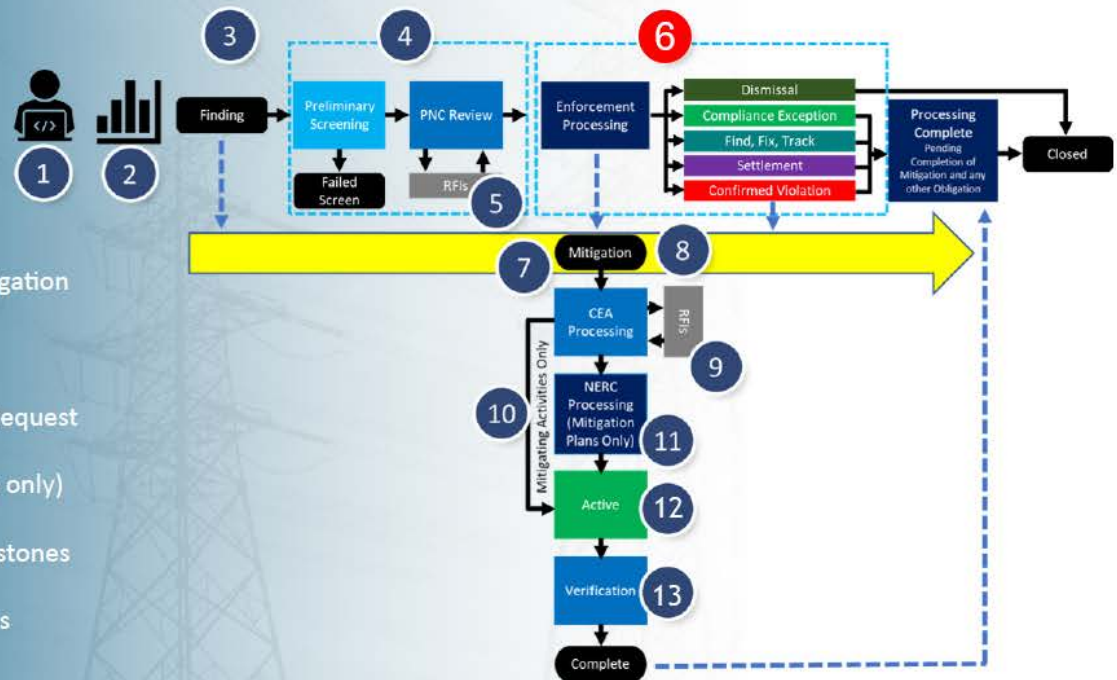 3
4
6
</>
1
2
Finding
Preliminary
Screening
PNC Review
Failed
Screen
RFIs
5
Enforcement
Processing
Dismissal
Compliance Exception
Find, Fix, Track
Settlement
Confirmed Violation
Processing
Complete
Pending
Completion of
Mitigation and any
other Obligation
Closed
Mitigation
7
8
CEA
Processing
RFIs
9
Mitigating Activities Only
10
NERC
Processing
(Mitigation
Plans Only)
11
Active
12
Verification
13
Complete
gation
equest
only)
stones
s